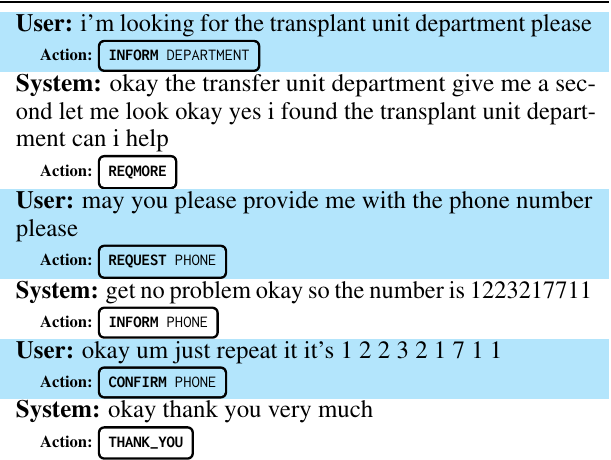 User: i'm looking for the transplant unit department please
Action: INFORM DEPARTMENT
System: okay the transfer unit department give me a sec-
ond let me look okay yes i found the transplant unit depart-
ment can i help
Action: REQMORE
User: may you please provide me with the phone number
please
Action: REQUEST PHONE
System: get no problem okay so the number is 1223217711
Action: INFORM PHONE
User: okay um just repeat it it's 1 2 2 3 2 1 7 1 1
Action: CONFIRM PHONE
System: okay thank you very much
Action: THANK_YOU